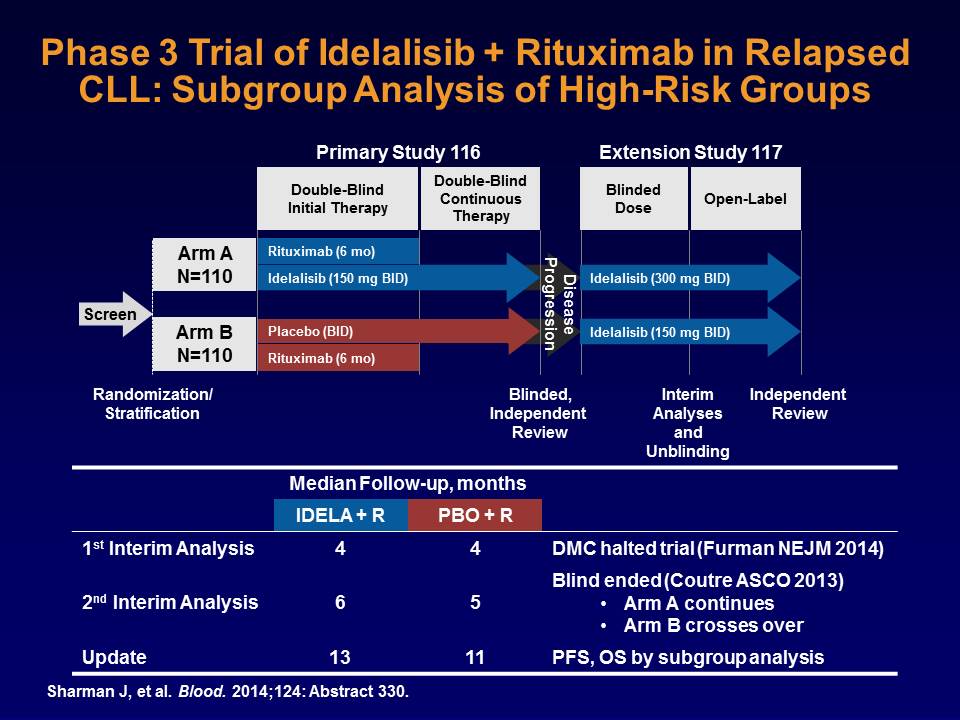 Phase 3 Trial of Idelalisib + Rituximab in Relapsed
CLL: Subgroup Analysis of High-Risk Groups
Primary Study 116
Extension Study 117
Double-Blind
Initial Therapy
Double-Blind
Continuous
Therapy
Blinded
Dose
Open-Label
Screen
Arm A
N=110
Rituximab (6 mo)
Idelalisib (150 mg BID)
Arm B
N=110
Placebo (BID)
Rituximab (6 mo)
Disease
Progression
Idelalisib (300 mg BID)
Idelalisib (150 mg BID)
Randomization/
Stratification
Blinded,
Independent
Review
Interim
Analyses
and
Unblinding
Independent
Review
Median Follow-up, months
IDELA + R PBO + R
1st Interim Analysis 4 4 DMC halted trial (Furman NEJM 2014)
2nd Interim Analysis 6 5 Blind ended (Coutre ASCO 2013)
• Arm A continues
• Arm B crosses over
Update 13 11 PFS, OS by subgroup analysis
Sharman J, et al. Blood. 2014;124: Abstract 330.